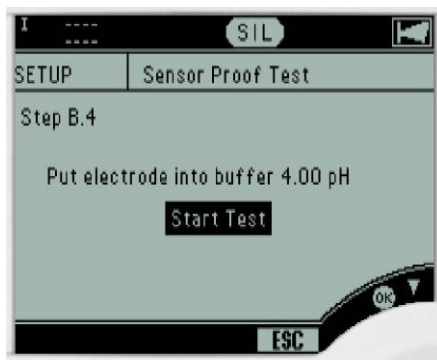 I ---- SIL
----
SETUP Sensor Proof Test
Step B.4
Put electrode into buffer 4.00 pH
Start Test
OK
ESC